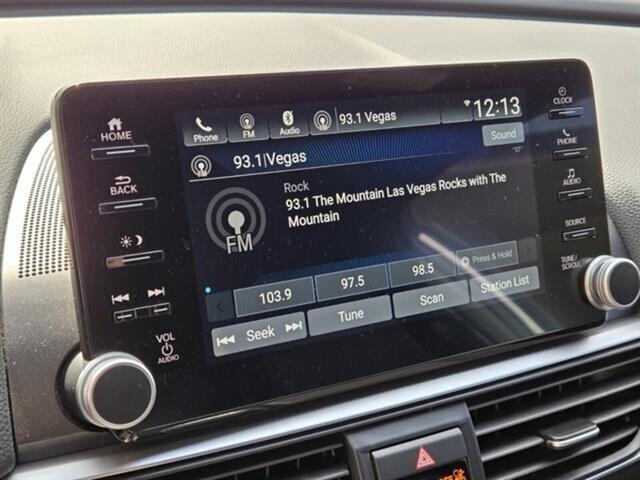 HOME
BACK
VOL
AUDIO
Phone
FM
Audio
93.1 Vegas
12:13
93.1|Vegas
Sound
"ST"
Rock
93.1 The Mountain Las Vegas Rocks with The
Mountain
FM
103.9
97.5
98.5
Press & Hold
Seek
Tune
Scan
Station List
CLOCK
PHONE
AUDIO
SOURCE
TUNE/
SCROLL